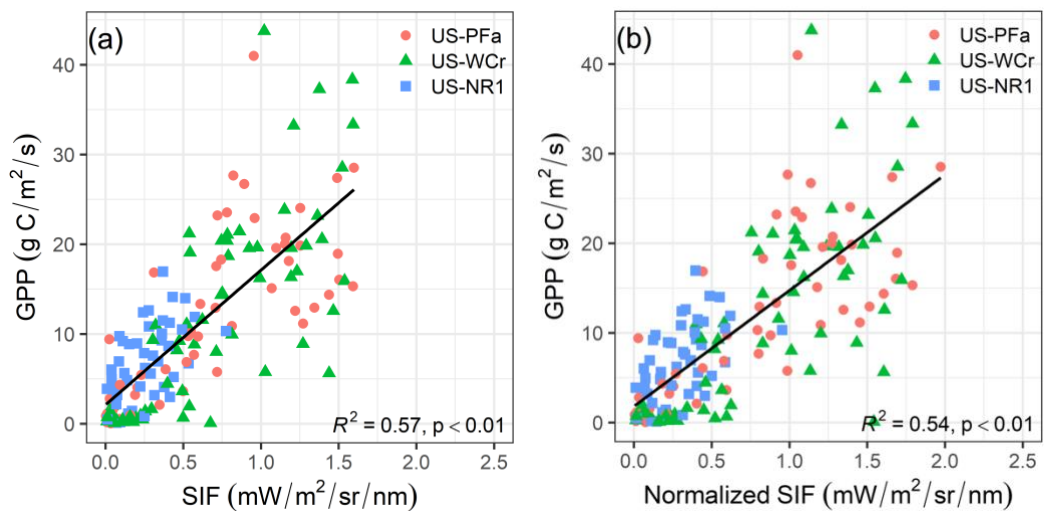 (a)
US-PFa
US-WCr
US-NR1
40
30
20
10
0
GPP (g C/m²/s)
R² = 0.57, p < 0.01
0.0 0.5 1.0 1.5 2.0 2.5
SIF (mW/m²/sr/nm)
(b)
US-PFa
US-WCr
US-NR1
40
30
20
10
0
GPP (g C/m²/s)
R² = 0.54, p < 0.01
0.0 0.5 1.0 1.5 2.0 2.5
Normalized SIF (mW/m²/sr/nm)